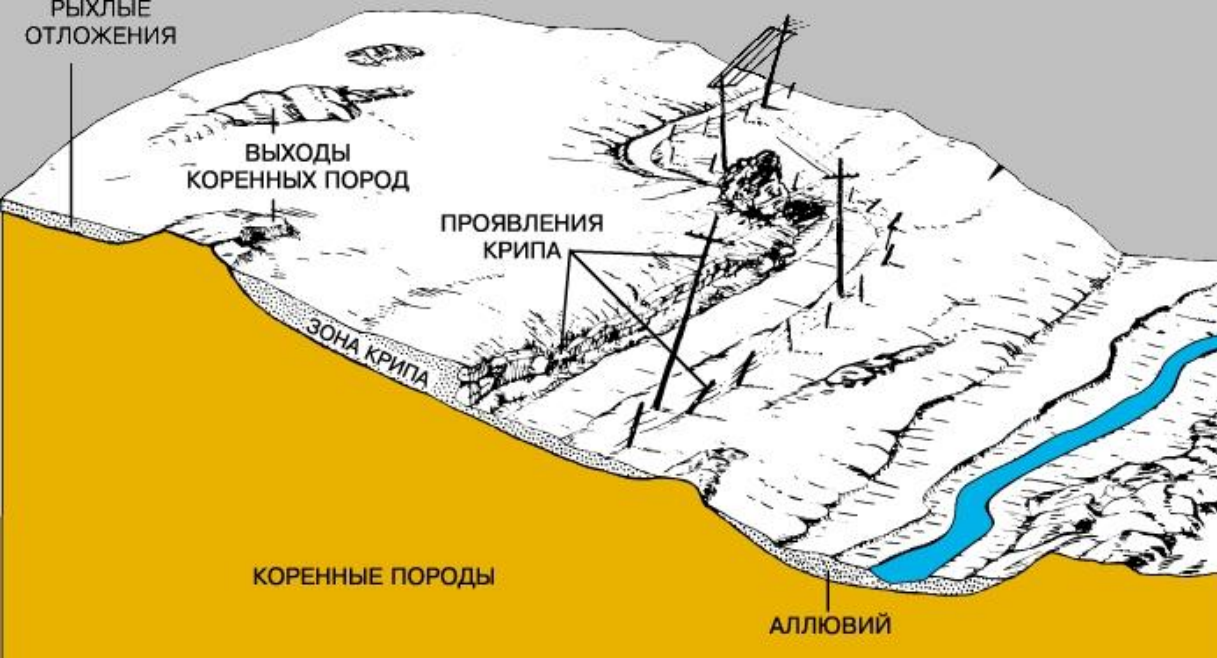 РЫХЛЫЕ
ОТЛОЖЕНИЯ
ВЫХОДЫ
КОРЕННЫХ ПОРОД
ПРОЯВЛЕНИЯ
КРИПА
ЗОНА КРИПА
КОРЕННЫЕ ПОРОДЫ
АЛЛЮВИЙ